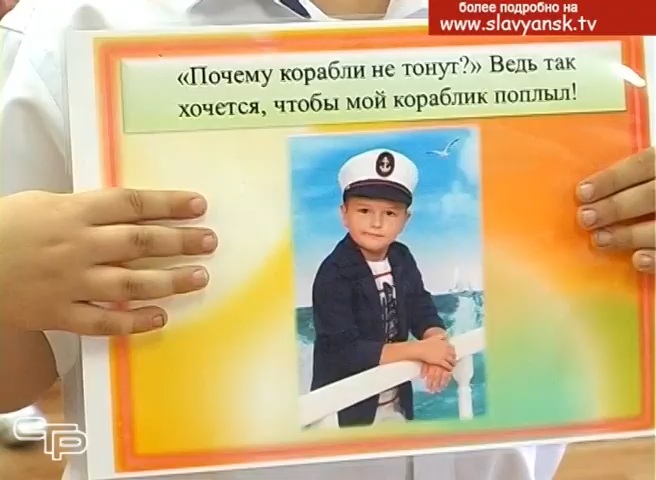 более подробно на
www.slavyansk.tv
«Почему корабли не тонут?» Ведь так
хочется, чтобы мой кораблик поплыл!
СТР